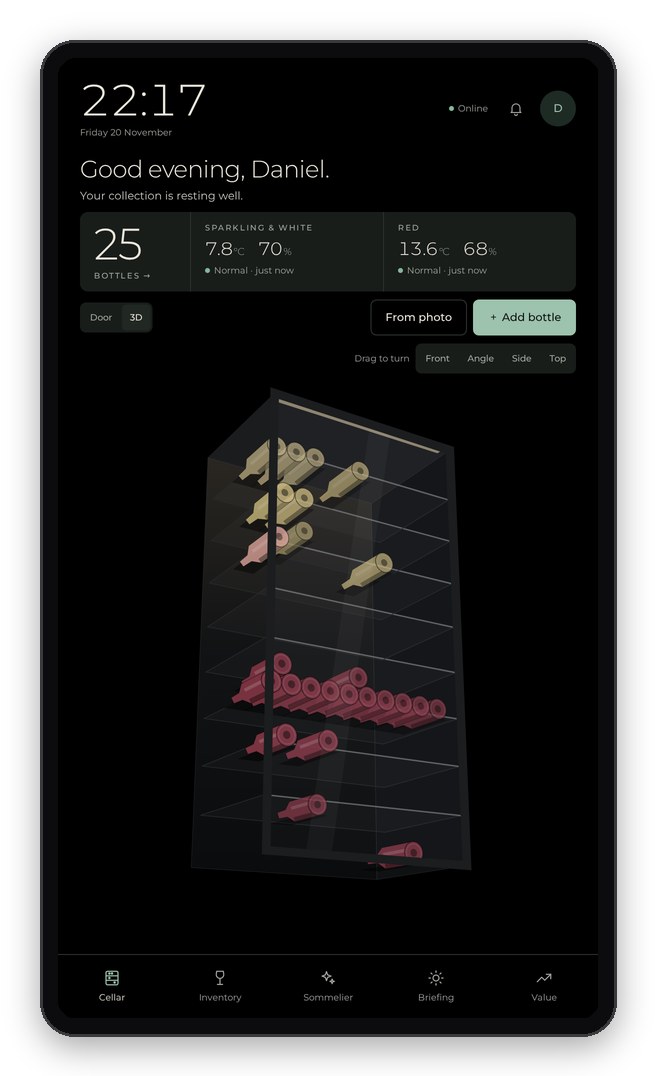 22:17
Friday 20 November
Online
D
Good evening, Daniel.
Your collection is resting well.
25
BOTTLES →
SPARKLING & WHITE
7.8°C 70%
Normal · just now
RED
13.6°C 68%
Normal · just now
Door 3D
From photo
+ Add bottle
Drag to turn
Front Angle Side Top
Cellar Inventory Sommelier Briefing Value